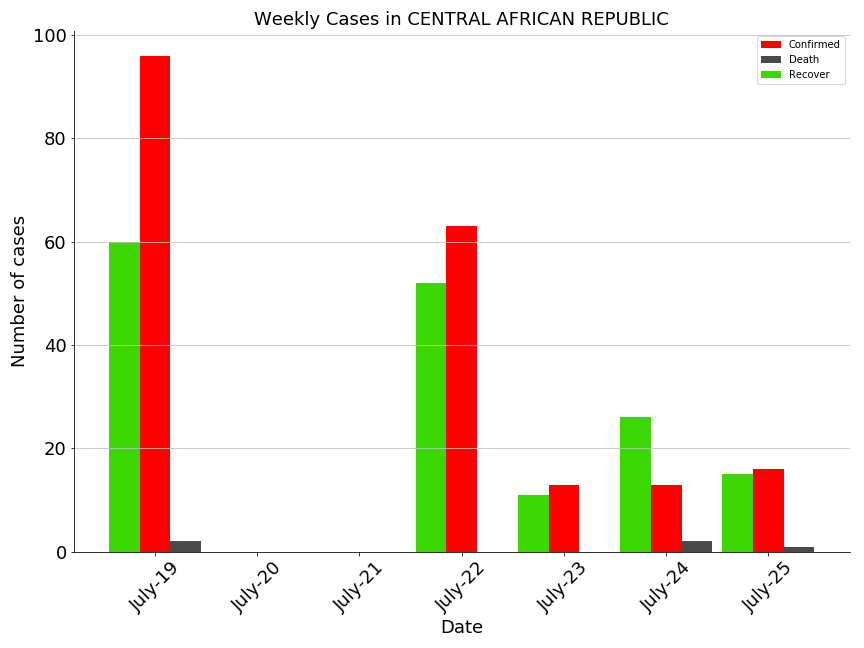 Weekly Cases in CENTRAL AFRICAN REPUBLIC
Confirmed
Death
Recover
Number of cases
100
80
60
40
20
0
July-19
July-20
July-21
July-22
July-23
July-24
July-25
Date